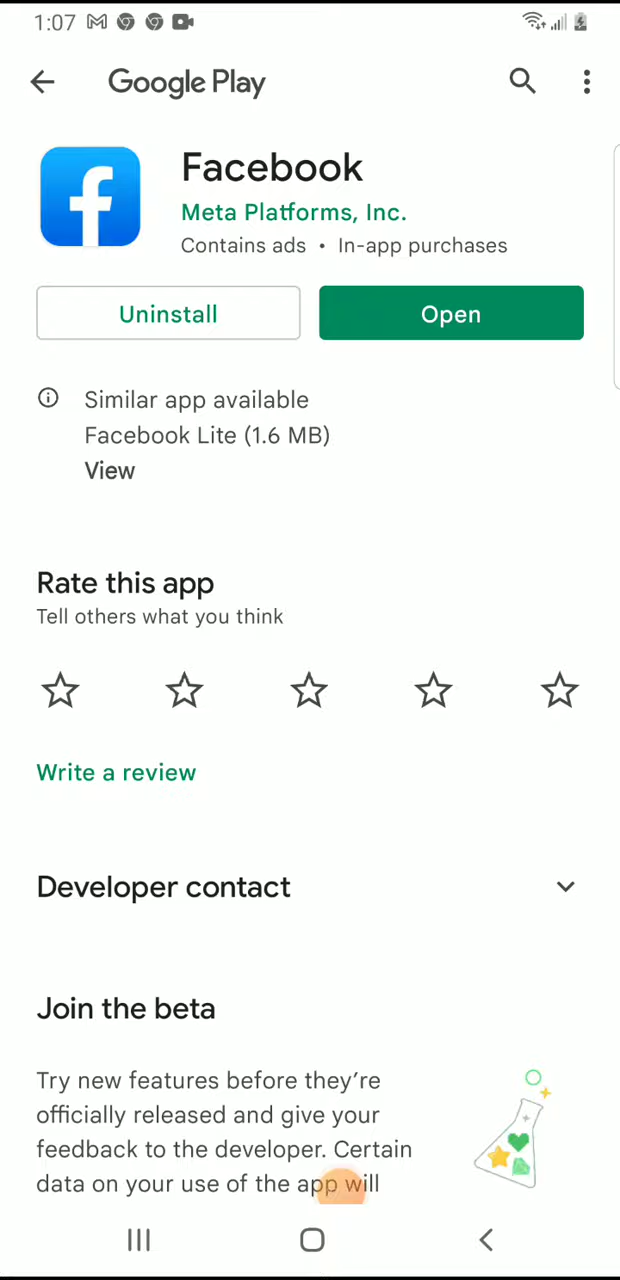 1:07
Google Play
Facebook
Meta Platforms, Inc.
Contains ads • In-app purchases
Uninstall
Open
Similar app available
Facebook Lite (1.6 MB)
View
Rate this app
Tell others what you think
Write a review
Developer contact
Join the beta
Try new features before they're
officially released and give your
feedback to the developer. Certain
data on your use of the app will